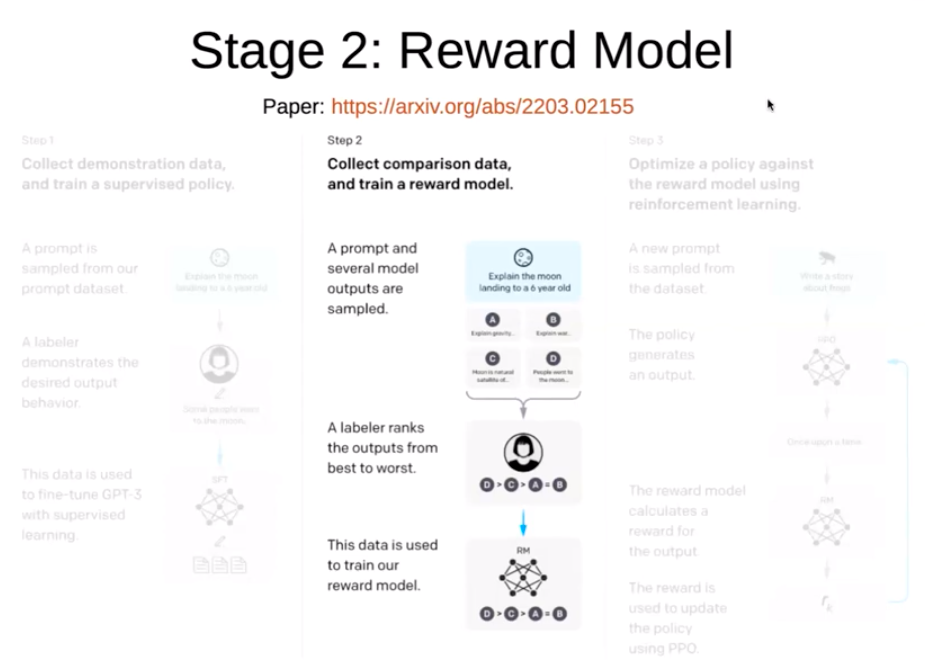 Stage 2: Reward Model
Paper: https://arxiv.org/abs/2203.02155
Step 1
Collect demonstration data,
and train a supervised policy.
A prompt is
sampled from our
prompt dataset.
Explain the moon
landing to a 6 year old
A labeler
demonstrates the
desired output
behavior.
Some people went
to the moon...
This data is used
to fine-tune GPT-3
with supervised
learning.
SFT
Step 2
Collect comparison data,
and train a reward model.
A prompt and
several model
outputs are
sampled.
Explain the moon
landing to a 6 year old
A
Explain gravity...
B
Explain war...
C
Moon is natural
satellite of...
D
People went to
the moon...
A labeler ranks
the outputs from
best to worst.
D > C > A = B
This data is used
to train our
reward model.
RM
D > C > A = B
Step 3
Optimize a policy against
the reward model using
reinforcement learning.
A new prompt
is sampled from
the dataset.
Write a story
about frogs
The policy
generates
an output.
PPO
Once upon a time...
The reward model
calculates a
reward for
the output.
RM
The reward is
used to update
the policy
using PPO.
rk